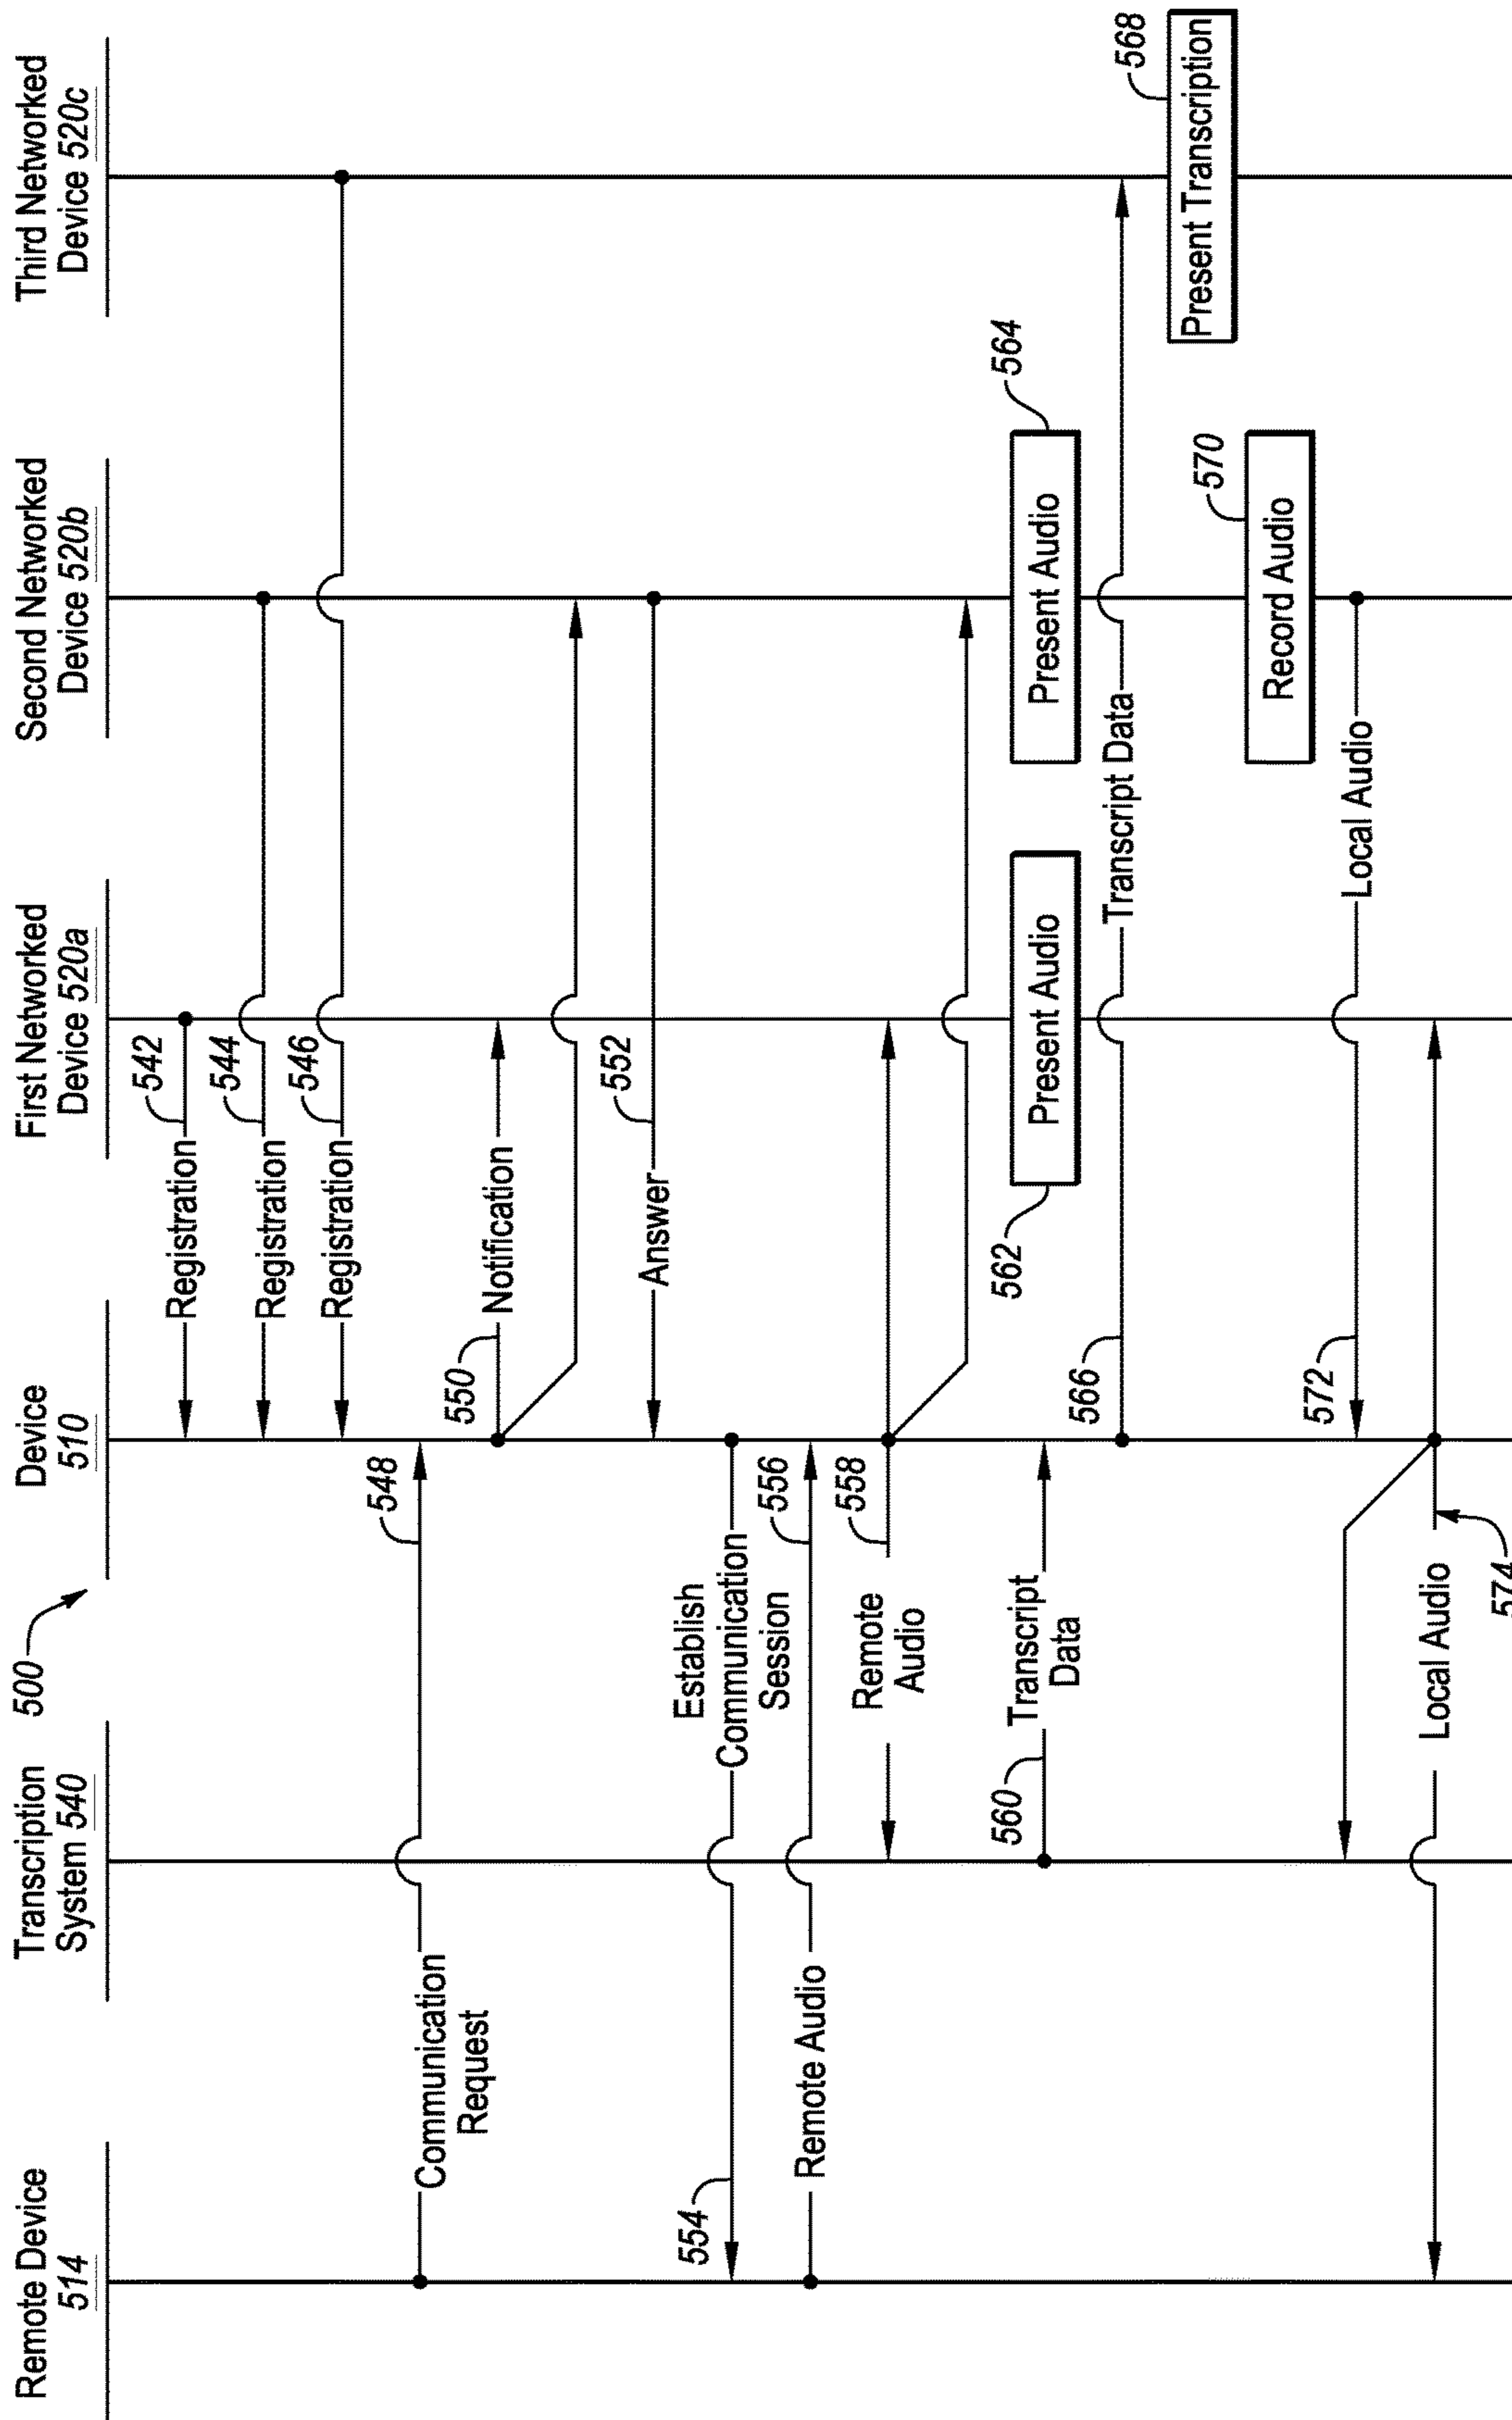 500
Remote Device
514
Transcription
System 540
Device
510
First Networked
Device 520a
Second Networked
Device 520b
Third Networked
Device 520c
Registration
542
Registration
544
Registration
546
Communication
Request
548
550
Notification
Answer
552
554
Establish
Communication
Session
Remote Audio
556
Remote
Audio
558
560
Transcript
Data
562
Present Audio
Present Audio
564
566
Transcript Data
Present Transcription
568
Record Audio
570
572
Local Audio
Local Audio
574